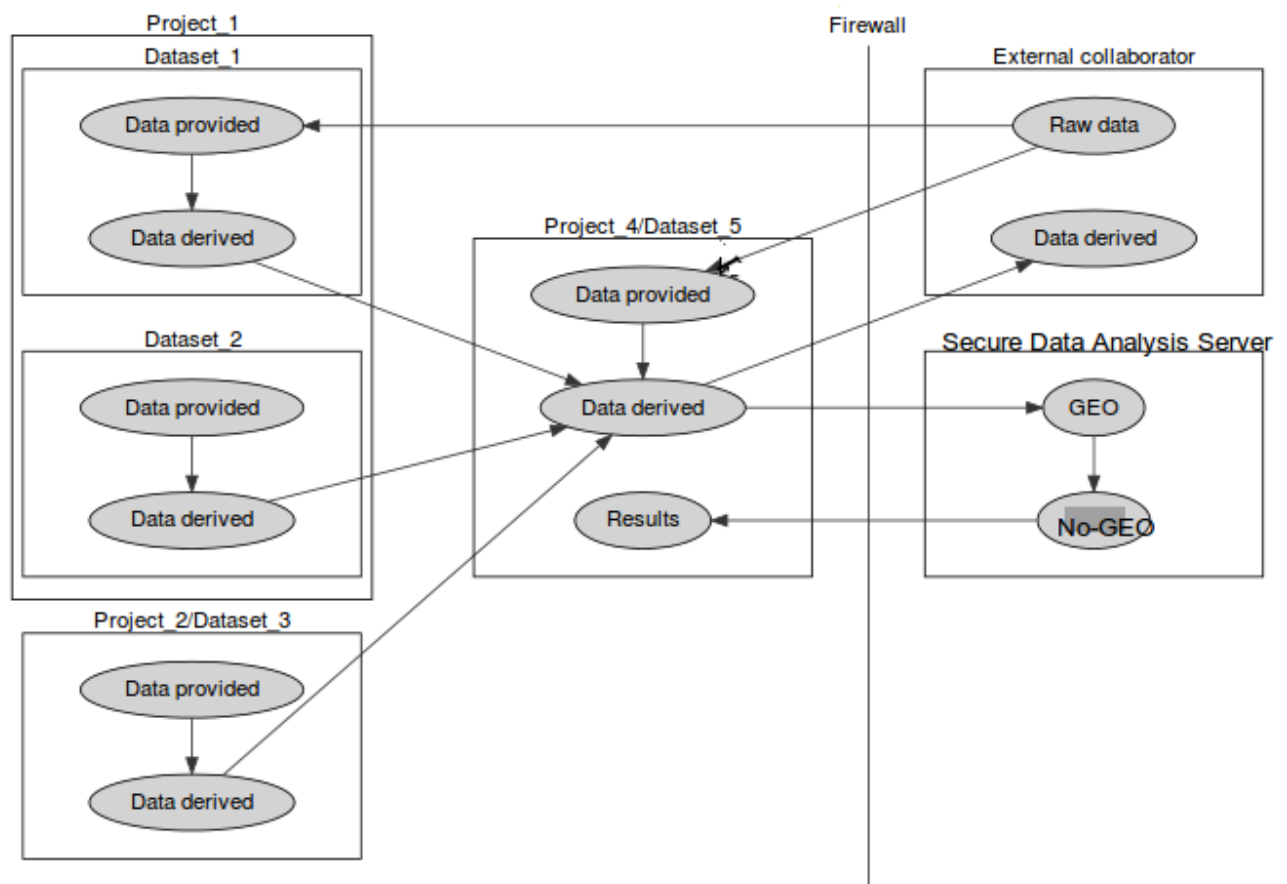 Project_1
Dataset_1
Data provided
Data derived
Dataset_2
Data provided
Data derived
Project_2/Dataset_3
Data provided
Data derived
Project_4/Dataset_5
Data provided
Data derived
Results
Firewall
External collaborator
Raw data
Data derived
Secure Data Analysis Server
GEO
No-GEO